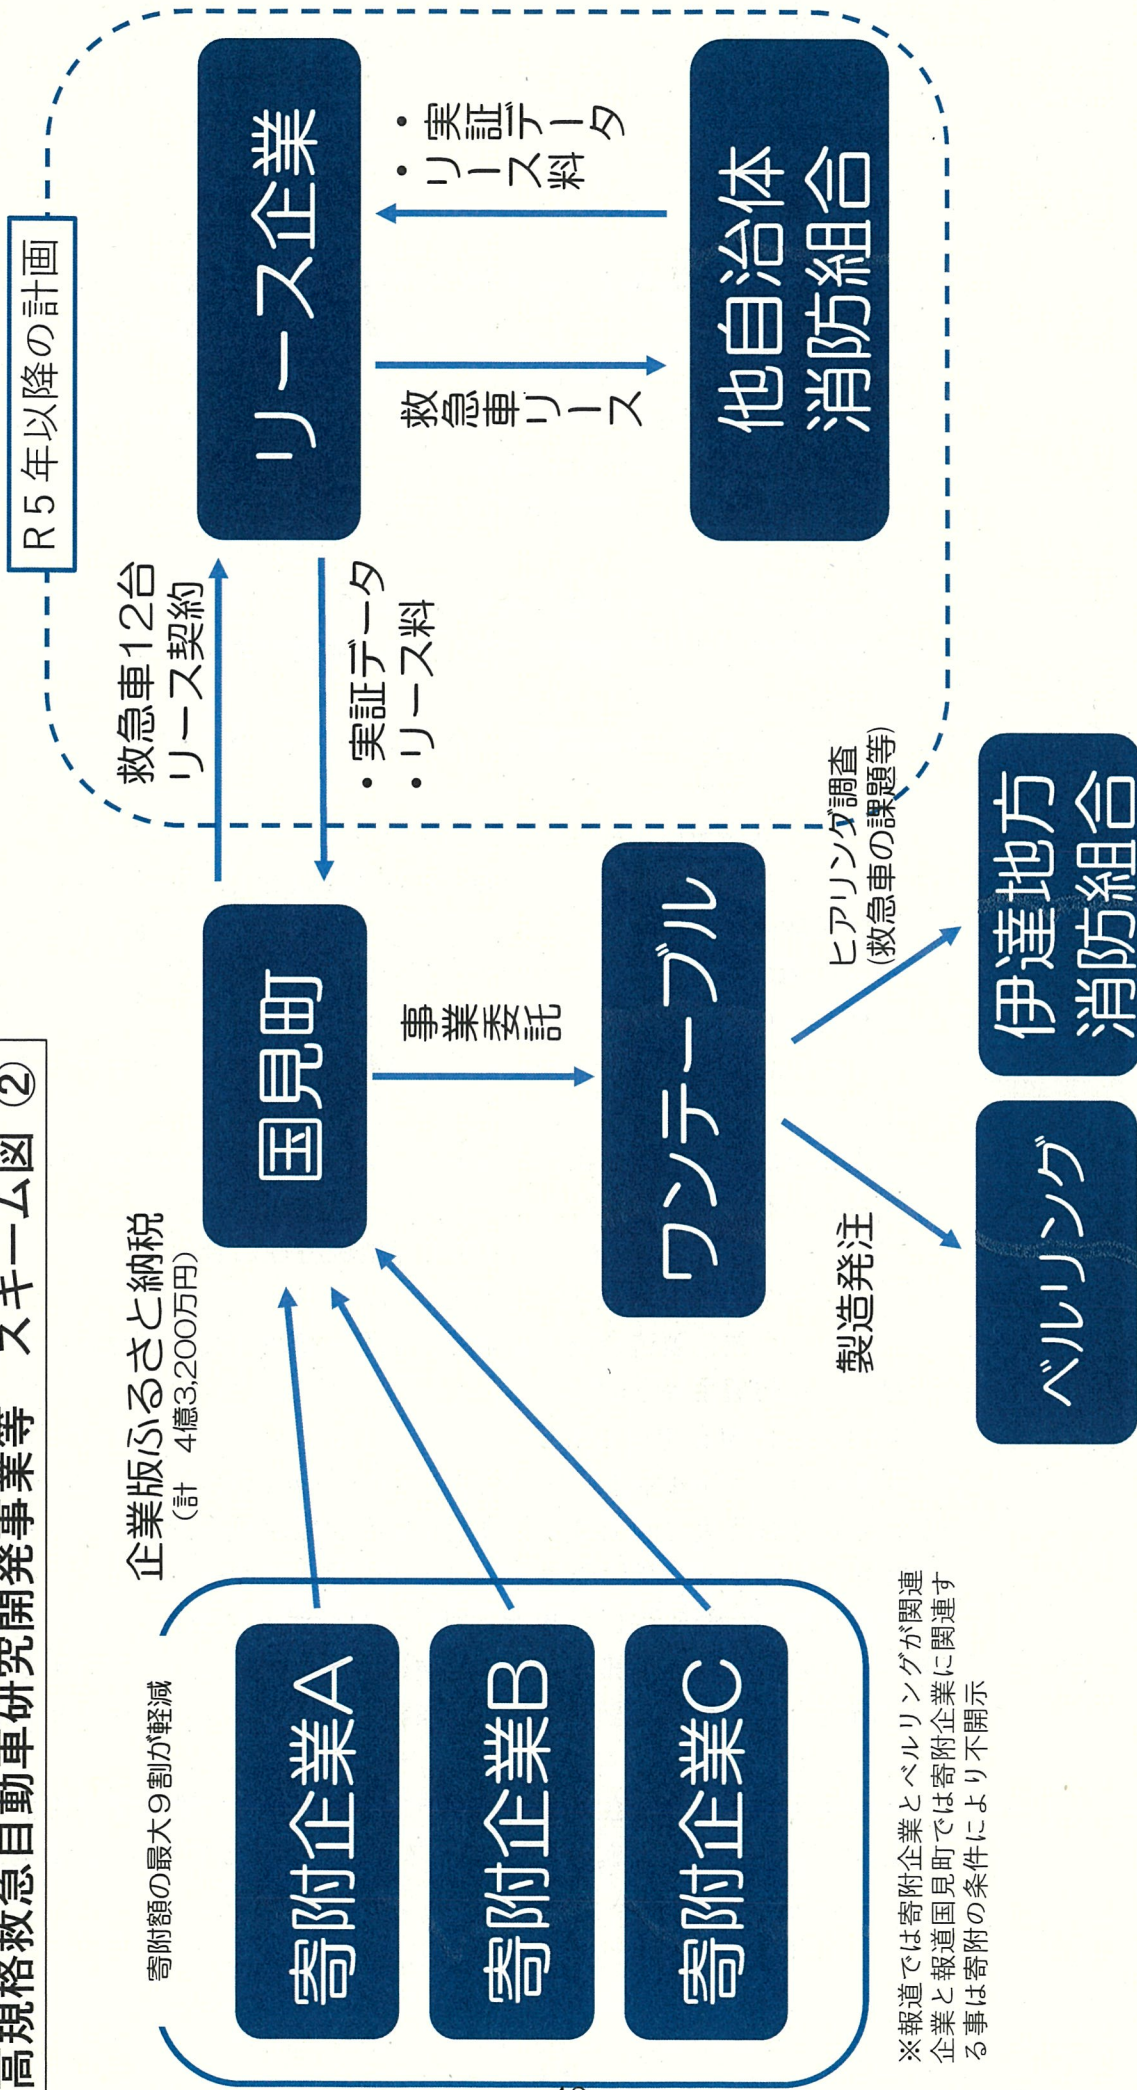 高規格救急自動車研究開発事業等 スキーム図 ②
R5年以降の計画
寄附額の最大9割が軽減
寄附企業A
寄附企業B
寄附企業C
企業版ふるさと納税
(計 4億3,200万円)
国見町
救急車12台
リース契約
・実証データ
・リース料
リース企業
救急車リース
・実証データ
・リース料
他自治体
消防組合
事業委託
ワンテーブル
製造発注
ヒアリング調査
(救急車の課題等)
ベルリング
伊達地方
消防組合
※報道では寄附企業とベルリングが関連
企業と報道国見町では寄附企業に関連す
る事は寄附の条件により不開示